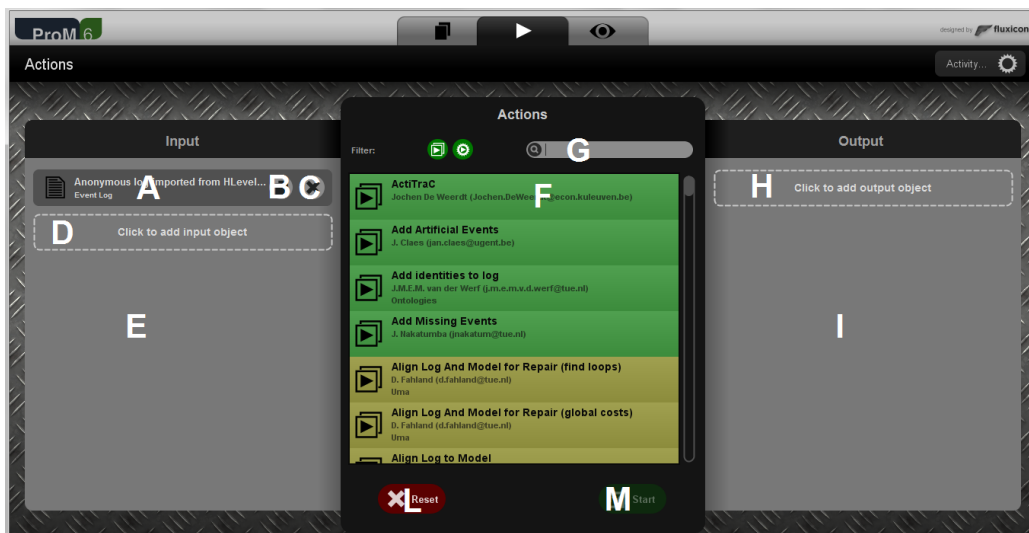 ProM 6
designed by fluxicon
Actions
Activity...
Actions
Input
Output
Filter:
G
Anonymous log imported from HLevel...
Event Log
A
B
C
D
Click to add input object
E
ActiTraC
Jochen De Weerdt (Jochen.DeWeerdt@econ.kuleuven.be)
F
Add Artificial Events
J. Claes (jan.claes@ugent.be)
Add identities to log
J.M.E.M. van der Werf (j.m.e.m.v.d.werf@tue.nl)
Ontologies
Add Missing Events
J. Nakatumba (jnakatum@tue.nl)
Align Log And Model for Repair (find loops)
D. Fahland (d.fahland@tue.nl)
Uma
Align Log And Model for Repair (global costs)
D. Fahland (d.fahland@tue.nl)
Uma
Align Log to Model
H
Click to add output object
I
L
Reset
M
Start